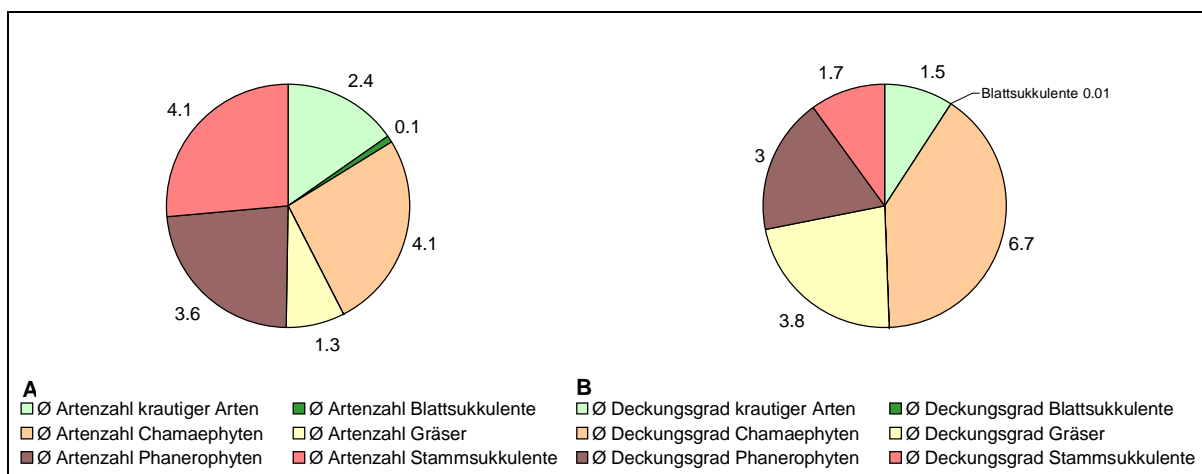 2.4
0.1
4.1
1.3
3.6
4.1
A
Ø Artenzahl krautiger Arten
Ø Artenzahl Blattsukkulente
Ø Artenzahl Chamaephyten
Ø Artenzahl Gräser
Ø Artenzahl Phanerophyten
Ø Artenzahl Stammsukkulente
1.5
Blattsukkulente 0.01
6.7
3.8
3
1.7
B
Ø Deckungsgrad krautiger Arten
Ø Deckungsgrad Blattsukkulente
Ø Deckungsgrad Chamaephyten
Ø Deckungsgrad Gräser
Ø Deckungsgrad Phanerophyten
Ø Deckungsgrad Stammsukkulente